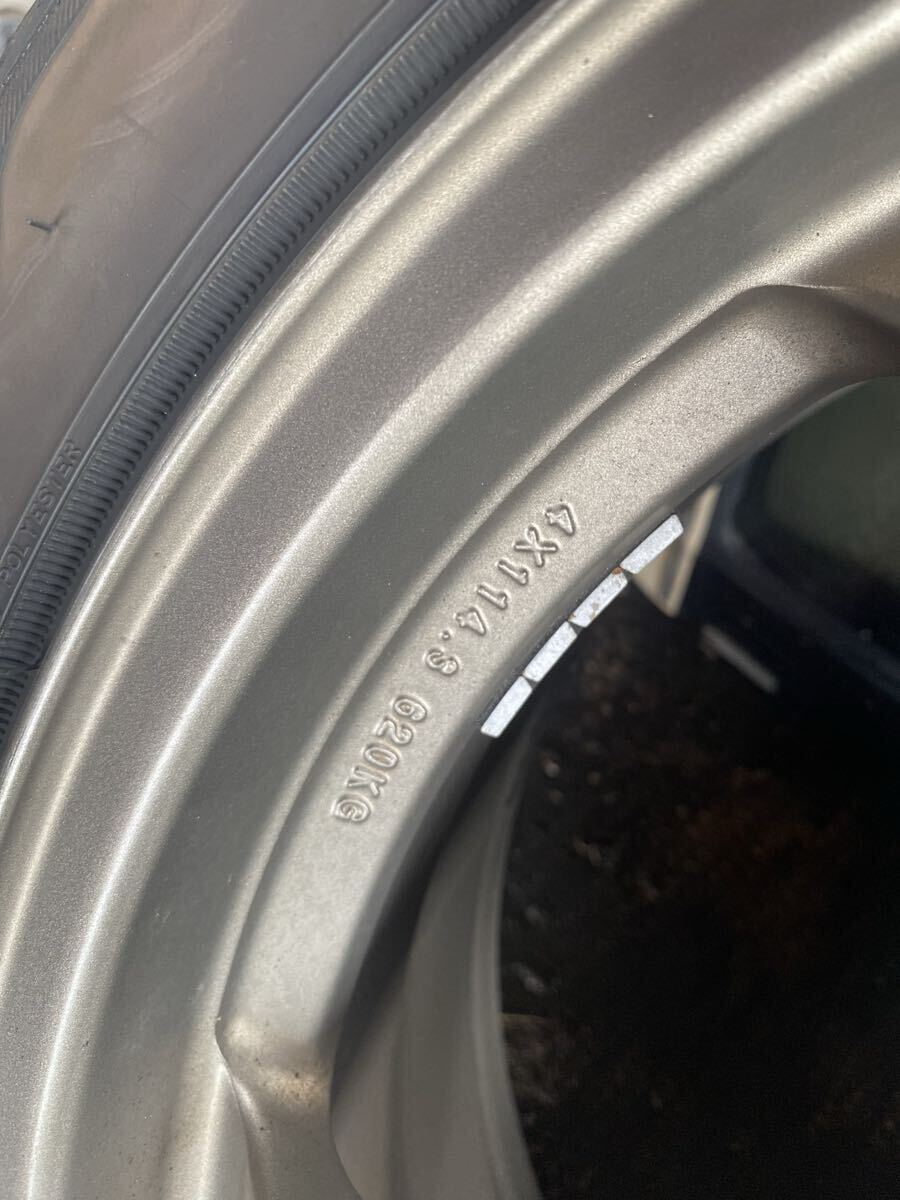 POLYESTER
4X114.3 620KG